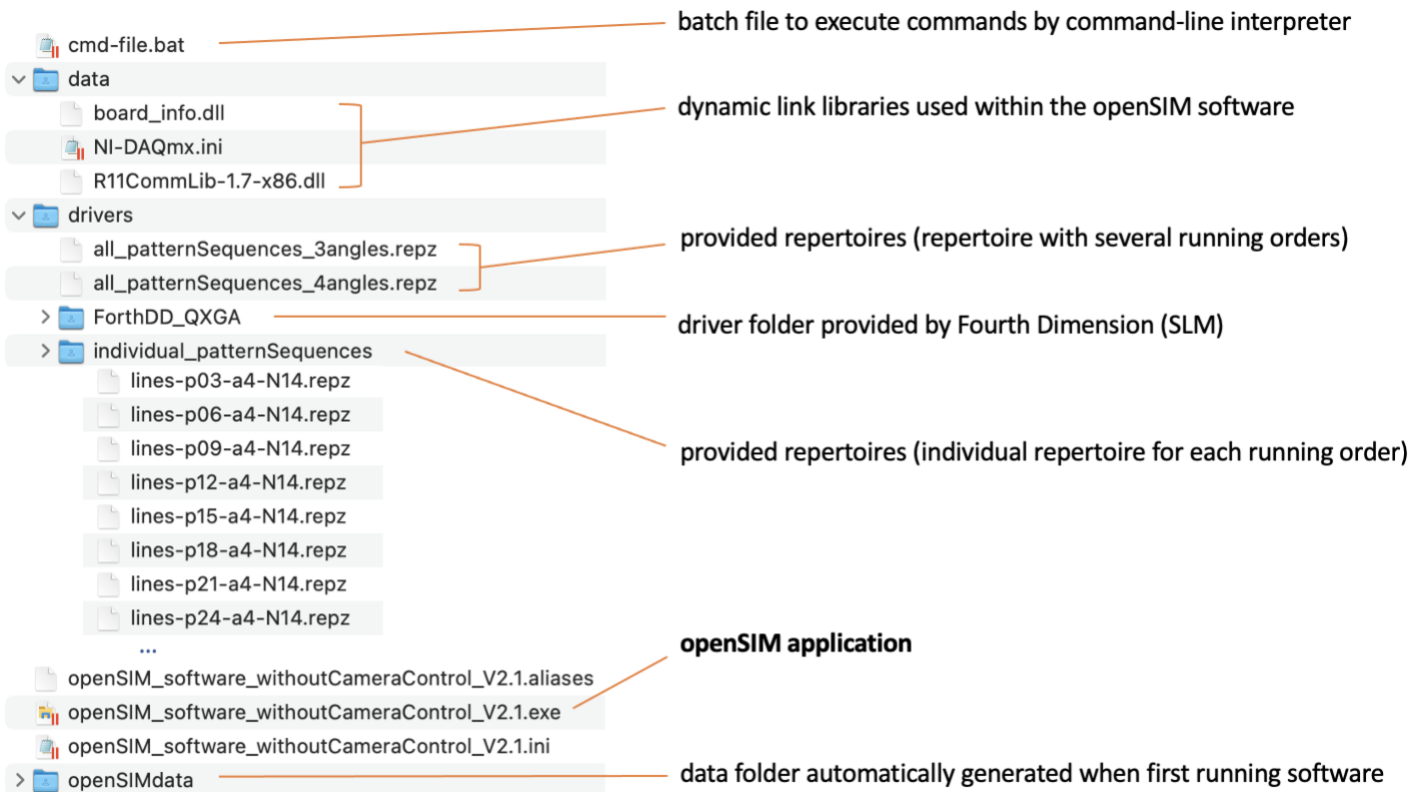 batch file to execute commands by command-line interpreter
cmd-file.bat
data
board_info.dll
dynamic link libraries used within the openSIM software
NI-DAQmx.ini
R11CommLib-1.7-x86.dll
drivers
all_patternSequences_3angles.repz
provided repertoires (repertoire with several running orders)
all_patternSequences_4angles.repz
ForthDD_QXGA
driver folder provided by Fourth Dimension (SLM)
individual_patternSequences
lines-p03-a4-N14.repz
lines-p06-a4-N14.repz
lines-p09-a4-N14.repz
provided repertoires (individual repertoire for each running order)
lines-p12-a4-N14.repz
lines-p15-a4-N14.repz
lines-p18-a4-N14.repz
lines-p21-a4-N14.repz
lines-p24-a4-N14.repz
...
openSIM application
openSIM_software_withoutCameraControl_V2.1.aliases
openSIM_software_withoutCameraControl_V2.1.exe
openSIM_software_withoutCameraControl_V2.1.ini
openSIMdata
data folder automatically generated when first running software